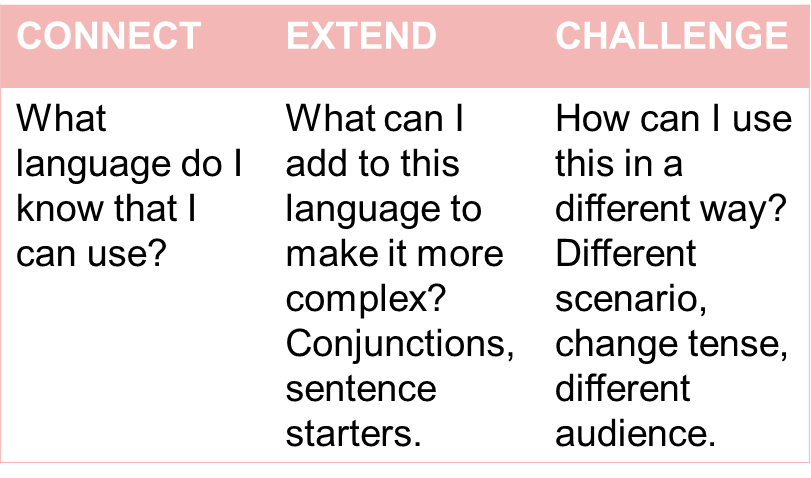 CONNECT
EXTEND
CHALLENGE
What
language do I
know that I
can use?
What can I
add to this
language to
make it more
complex?
Conjunctions,
sentence
starters.
How can I use
this in a
different way?
Different
scenario,
change tense,
different
audience.